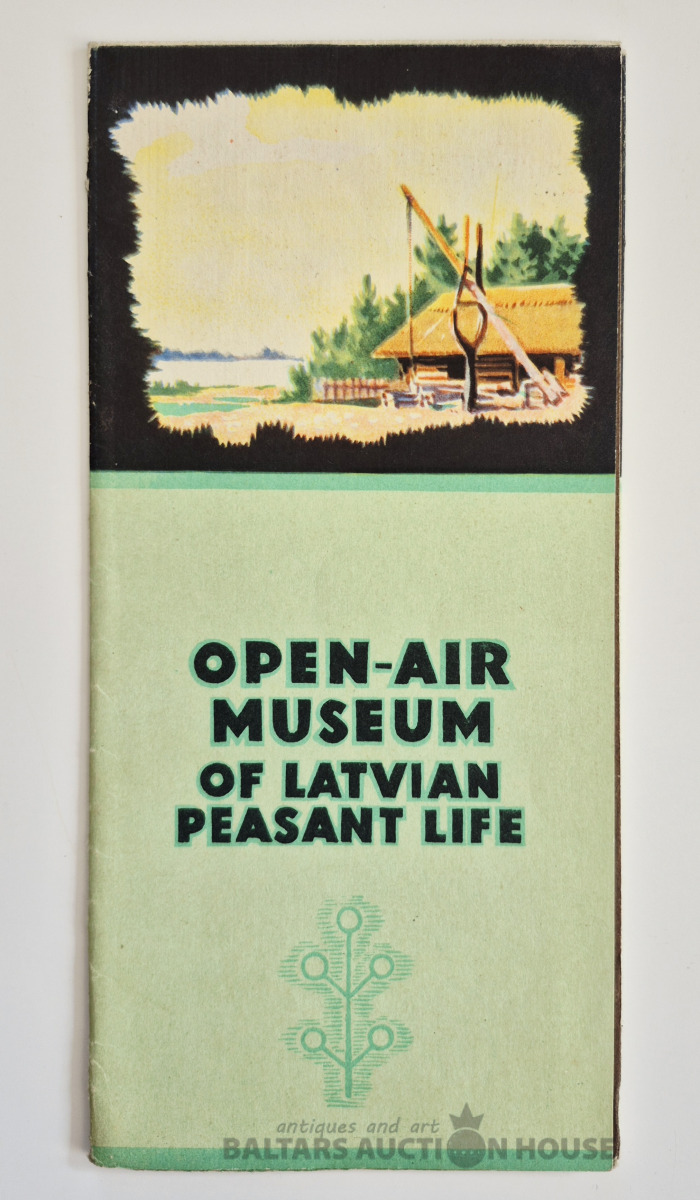 OPEN-AIR
MUSEUM
OF LATVIAN
PEASANT LIFE
antiques and art
BALTARS AUCTION HOUSE